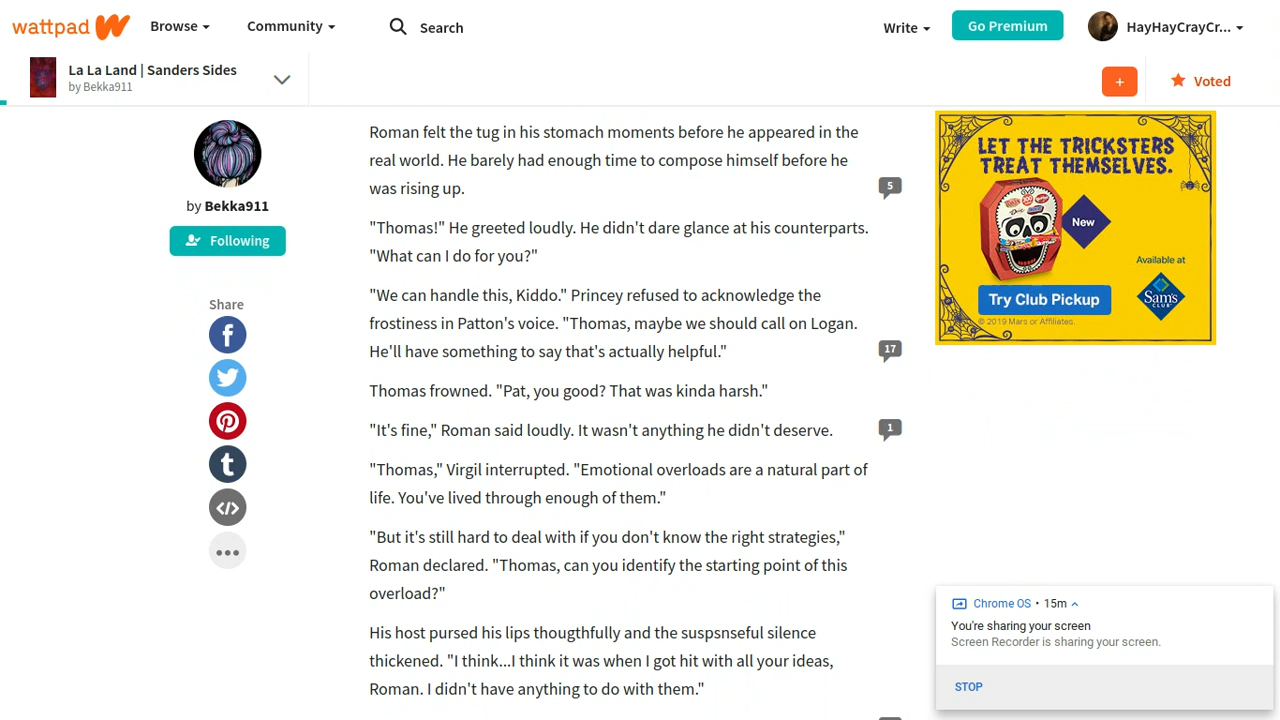 wattpad
Browse
Community
Search
Write
Go Premium
HayHayCrayCr...
La La Land | Sanders Sides
by Bekka911
+
Voted
by Bekka911
Following
Share
Roman felt the tug in his stomach moments before he appeared in the
real world. He barely had enough time to compose himself before he
was rising up.
5
"Thomas!" He greeted loudly. He didn't dare glance at his counterparts.
"What can I do for you?"
"We can handle this, Kiddo." Princey refused to acknowledge the
frostiness in Patton's voice. "Thomas, maybe we should call on Logan.
He'll have something to say that's actually helpful."
17
Thomas frowned. "Pat, you good? That was kinda harsh."
"It's fine," Roman said loudly. It wasn't anything he didn't deserve.
1
"Thomas," Virgil interrupted. "Emotional overloads are a natural part of
life. You've lived through enough of them."
"But it's still hard to deal with if you don't know the right strategies,"
Roman declared. "Thomas, can you identify the starting point of this
overload?"
His host pursed his lips thougthfully and the suspsnseful silence
thickened. "I think...I think it was when I got hit with all your ideas,
Roman. I didn't have anything to do with them."
LET THE TRICKSTERS
TREAT THEMSELVES.
New
Available at
Sam's
CLUB
Try Club Pickup
© 2019 Mars or Affiliates.
Chrome OS • 15m
You're sharing your screen
Screen Recorder is sharing your screen.
STOP